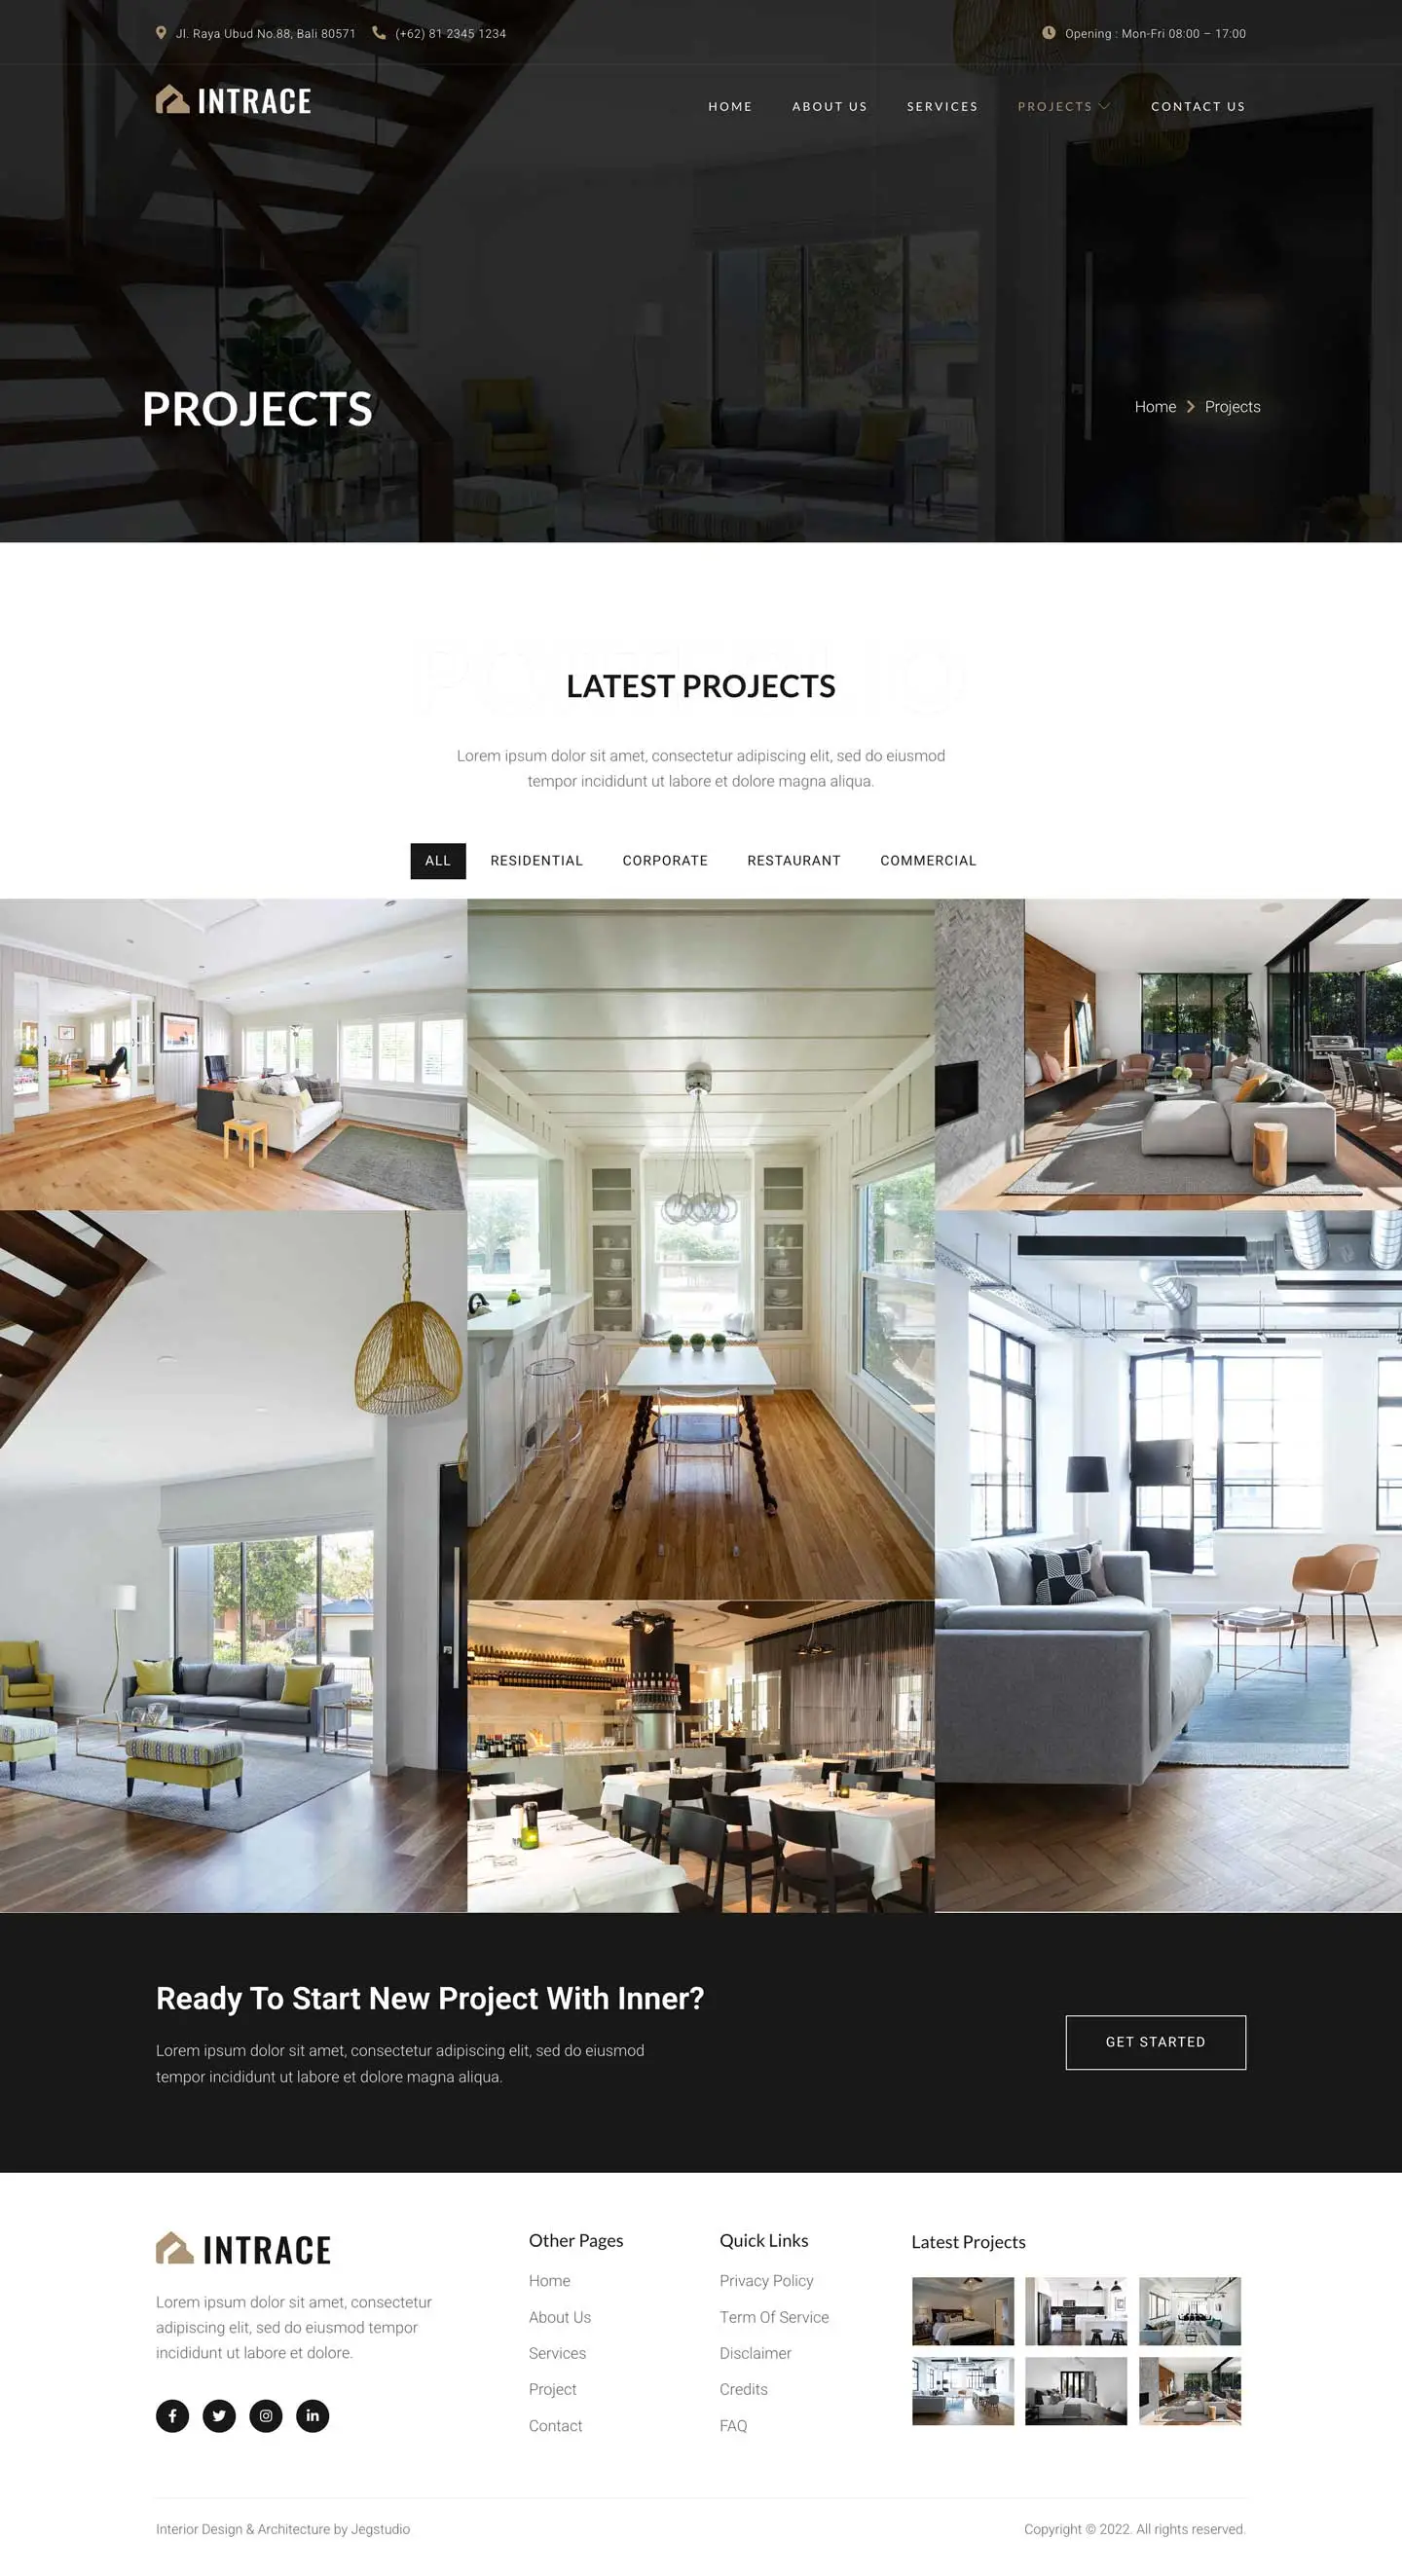 Jl. Raya Ubud No.88, Bali 80571
(+62) 81 2345 1234
Opening : Mon-Fri 08:00 – 17:00
INTRACE
HOME
ABOUT US
SERVICES
PROJECTS
CONTACT US
PROJECTS
Home
Projects
PORTFOLIO
LATEST PROJECTS
Lorem ipsum dolor sit amet, consectetur adipiscing elit, sed do eiusmod
tempor incididunt ut labore et dolore magna aliqua.
ALL
RESIDENTIAL
CORPORATE
RESTAURANT
COMMERCIAL
Ready To Start New Project With Inner?
Lorem ipsum dolor sit amet, consectetur adipiscing elit, sed do eiusmod
tempor incididunt ut labore et dolore magna aliqua.
GET STARTED
INTRACE
Lorem ipsum dolor sit amet, consectetur
adipiscing elit, sed do eiusmod tempor
incididunt ut labore et dolore.
Other Pages
Home
About Us
Services
Project
Contact
Quick Links
Privacy Policy
Term Of Service
Disclaimer
Credits
FAQ
Latest Projects
Interior Design & Architecture by Jegstudio
Copyright © 2022. All rights reserved.